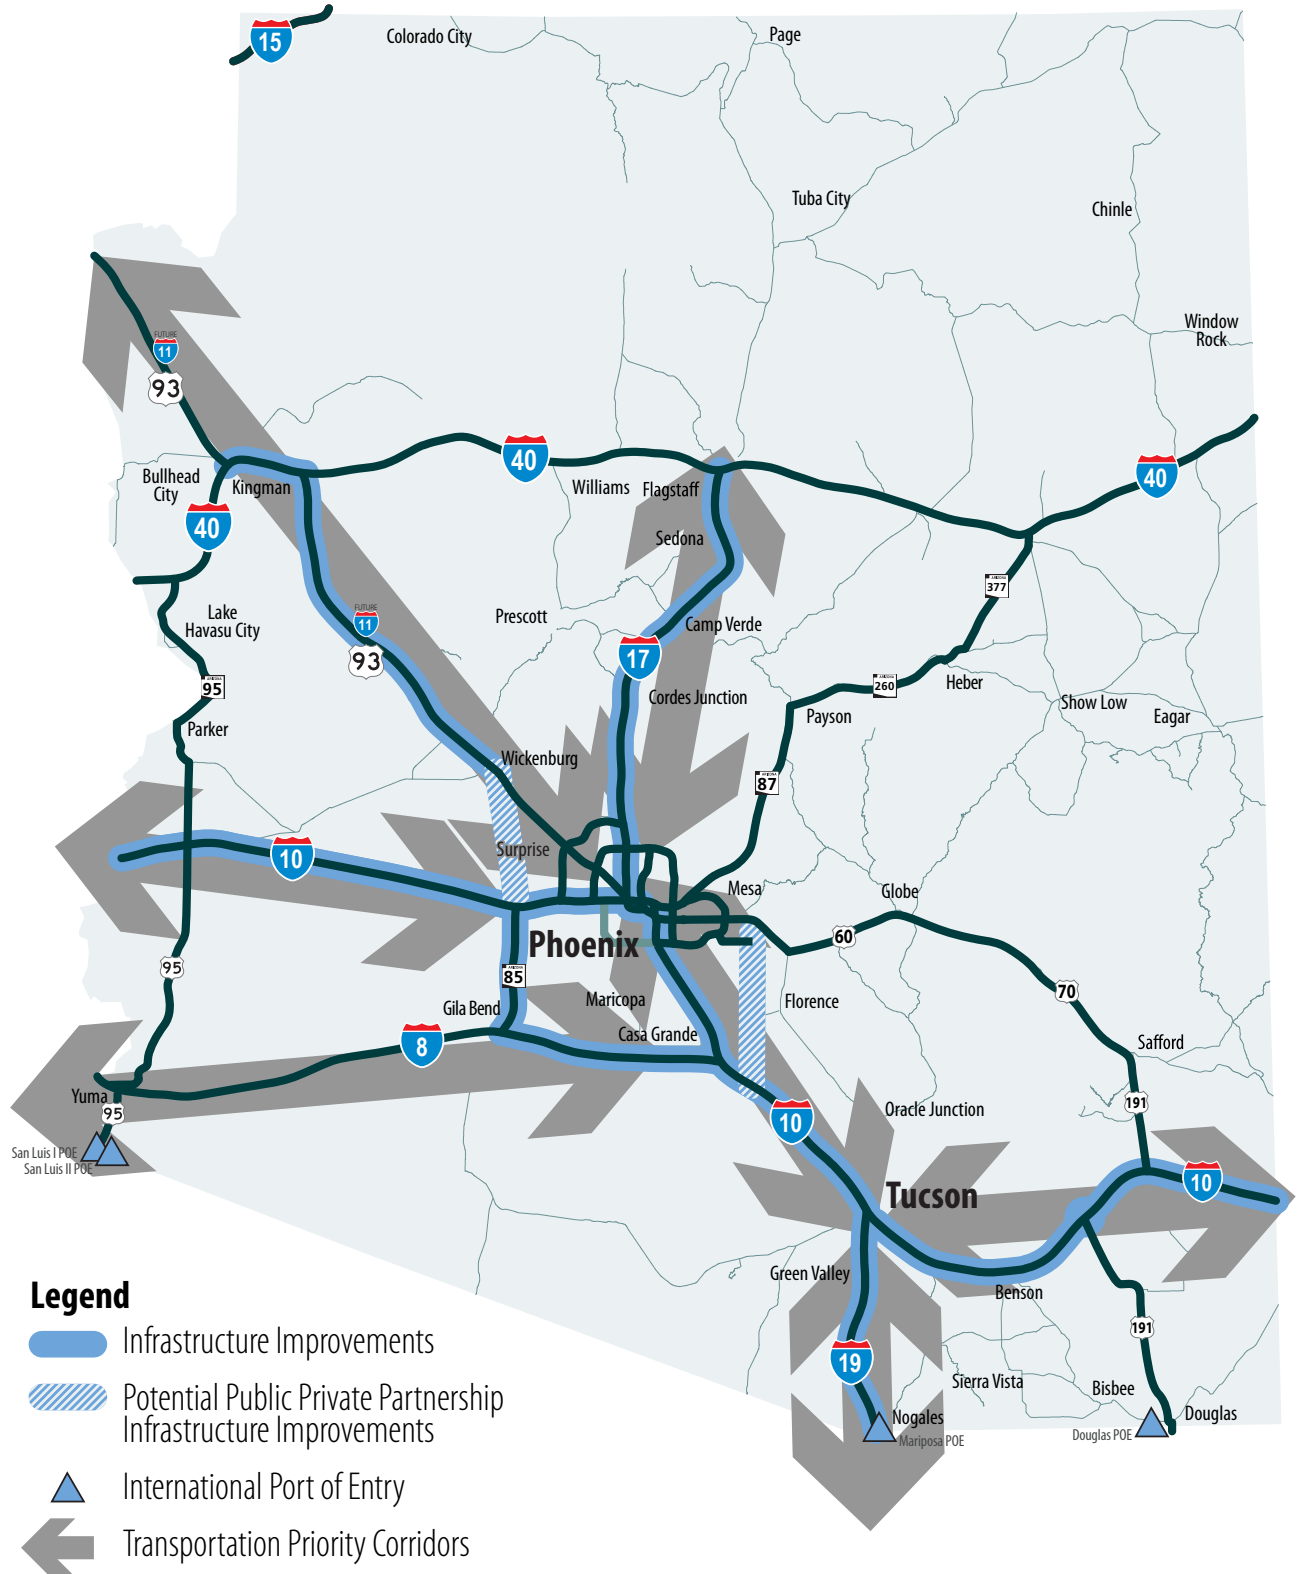 15
Colorado City
Page
Tuba City
Chinle
Window
Rock
FUTURE
11
93
40
40
Bullhead
City
Kingman
Williams
Flagstaff
40
Sedona
ARIZONA
377
Lake
Havasu City
FUTURE
11
93
Prescott
Camp Verde
17
ARIZONA
95
ARIZONA
260
Heber
Cordes Junction
Show Low
Eagar
Payson
Parker
Wickenburg
ARIZONA
87
Surprise
10
Mesa
Globe
60
Phoenix
95
ARIZONA
85
70
Maricopa
Florence
Gila Bend
Casa Grande
8
Safford
Yuma
95
191
Oracle Junction
10
San Luis I POE
San Luis II POE
10
Tucson
Green Valley
Benson
191
19
Sierra Vista
Bisbee
Nogales
Mariposa POE
Douglas POE
Douglas
Legend
Infrastructure Improvements
Potential Public Private Partnership
Infrastructure Improvements
International Port of Entry
Transportation Priority Corridors